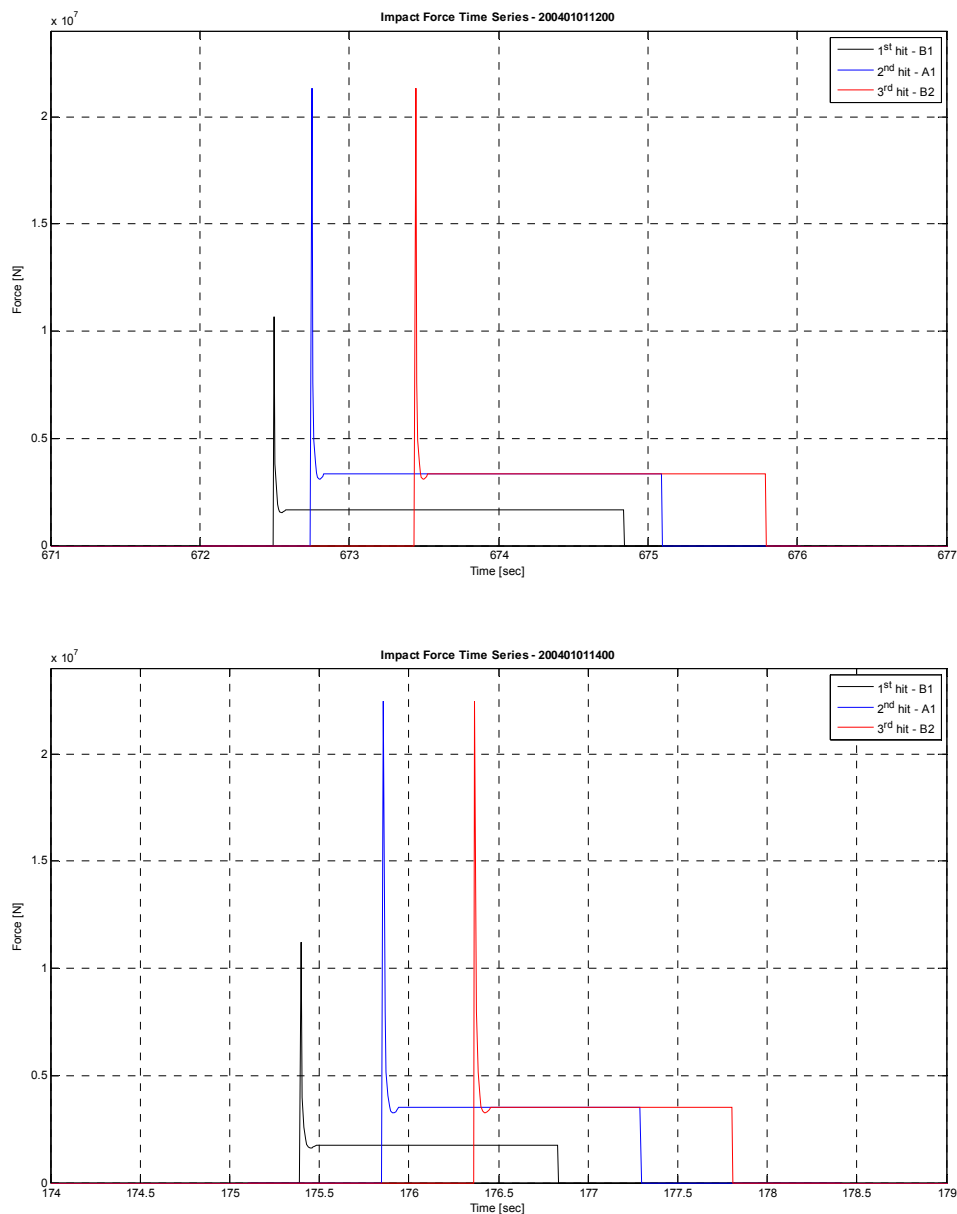 Impact Force Time Series - 200401011200
x 10^7
1st hit - B1
2nd hit - A1
3rd hit - B2
2
1.5
1
0.5
0
Force [N]
671 672 673 674 675 676 677
Time [sec]
Impact Force Time Series - 200401011400
x 10^7
1st hit - B1
2nd hit - A1
3rd hit - B2
2
1.5
1
0.5
0
Force [N]
174 174.5 175 175.5 176 176.5 177 177.5 178 178.5 179
Time [sec]